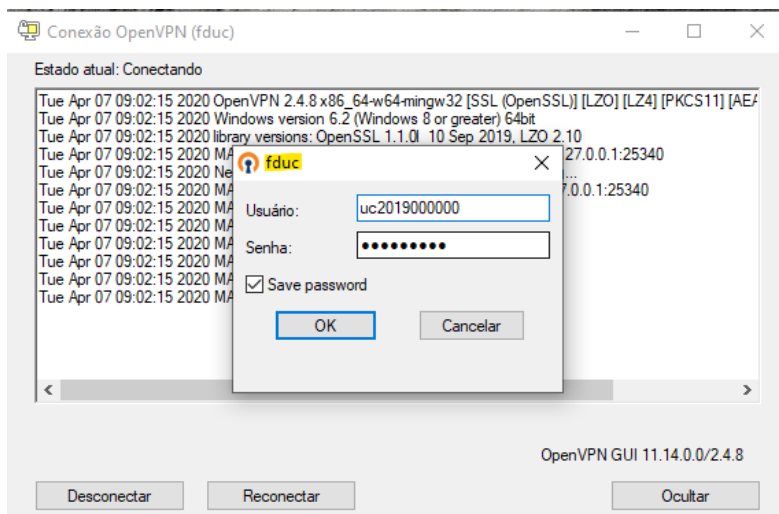 Conexão OpenVPN (fduc)
Estado atual: Conectando
Tue Apr 07 09:02:15 2020 OpenVPN 2.4.8 x86_64-w64-mingw32 [SSL (OpenSSL)] [LZO] [LZ4] [PKCS11] [AEA
Tue Apr 07 09:02:15 2020 Windows version 6.2 (Windows 8 or greater) 64bit
Tue Apr 07 09:02:15 2020 library versions: OpenSSL 1.1.0l 10 Sep 2019, LZO 2.10
Tue Apr 07 09:02:15 2020 MA 27.0.0.1:25340
Tue Apr 07 09:02:15 2020 Ne ...
Tue Apr 07 09:02:15 2020 MA 7.0.0.1:25340
Tue Apr 07 09:02:15 2020 MA
Tue Apr 07 09:02:15 2020 MA
Tue Apr 07 09:02:15 2020 MA
Tue Apr 07 09:02:15 2020 MA
Tue Apr 07 09:02:15 2020 MA
Tue Apr 07 09:02:15 2020 MA
fduc
Usuário: uc2019000000
Senha: •••••••••
Save password
OK Cancelar
OpenVPN GUI 11.14.0.0/2.4.8
Desconectar Reconectar Ocultar